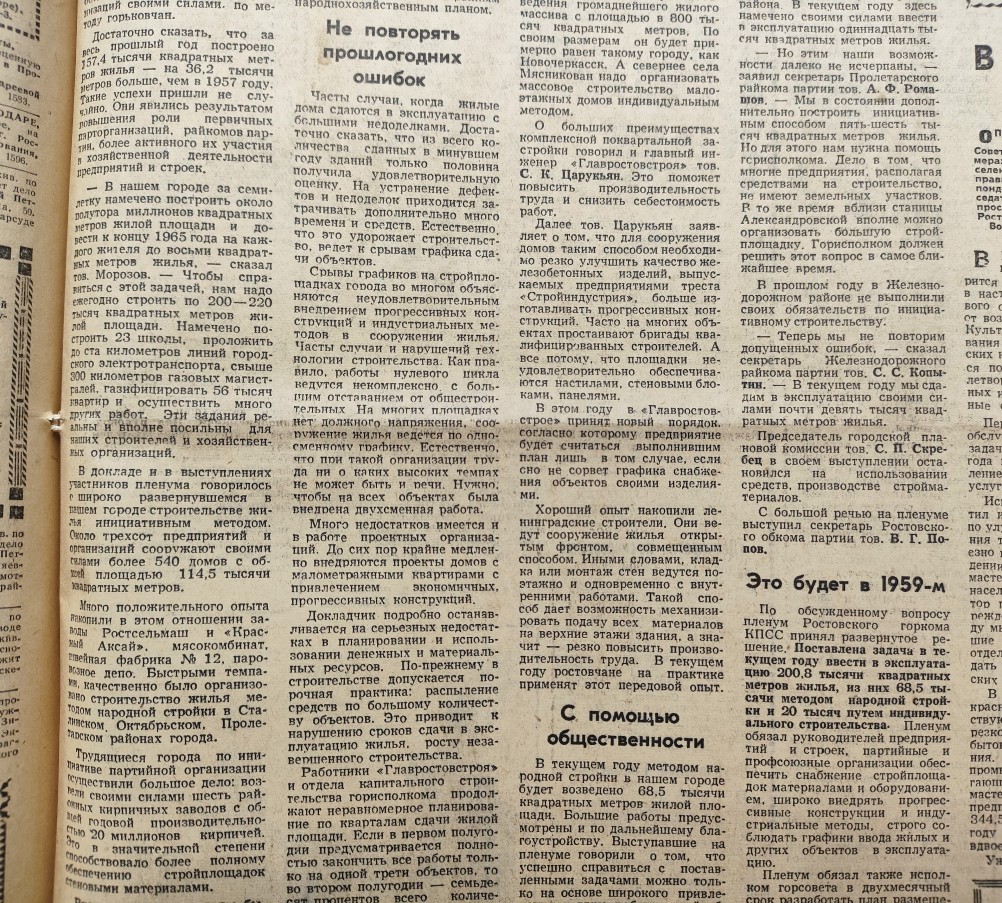 низаций своими силами. по ме-
тоду горьковчан.
Достаточно сказать, что за
весь прошлый год построено
157,4 тысячи квадратных мет-
ров жилья — на 36,2 тысячи
метров больше, чем в 1957 году.
Такие успехи пришли не слу-
чайно. Они явились результатом
повышения роли первичных
парторганизаций, райкомов пар-
тии, более активного их участия
в хозяйственной деятельности
предприятий и строек.
— В нашем городе за семи-
летку намечено построить около
полутора миллионов квадратных
метров жилой площади и до-
вести к концу 1965 года на каж-
дого жителя до восьми квадрат-
ных метров жилья, — сказал
тов. Морозов. — Чтобы спра-
виться с этой задачей, нам надо
ежегодно строить по 200—220
тысяч квадратных метров жи-
лой площади. Намечено по-
строить 23 школы, проложить
до ста километров линий город-
ского электротранспорта, свыше
300 километров газовых магист-
ралей, газифицировать 56 тысяч
квартир и осуществить много
других работ. Эти задания ре-
альны и вполне посильны для
наших строителей и хозяйствен-
ных организаций.
В докладе и в выступлениях
участников пленума говорилось
о широко развернувшемся в
нашем городе строительстве жи-
лья инициативным методом.
Около трехсот предприятий и
организаций сооружают своими
силами более 540 домов с об-
щей площадью 114,5 тысячи
квадратных метров.
Много положительного опыта
накопили в этом отношении за-
воды Ростсельмаш и «Крас-
ный Аксай», мясокомбинат,
швейная фабрика № 12, паро-
возное депо. Быстрыми темпа-
ми, качественно было организо-
вано строительство жилья ме-
тодом народной стройки в Ста-
линском, Октябрьском, Проле-
тарском районах города.
Трудящиеся города по ини-
циативе партийной организации
осуществили большое дело: воз-
вели своими силами шесть рай-
онных кирпичных заводов с об-
щей годовой производительно-
стью 20 миллионов кирпичей.
Это в значительной степени
способствовало более полному
обеспечению стройплощадок
стеновыми материалами.
народнохозяйственным планом.
Не повторять
прошлогодних
ошибок
Часты случаи, когда жилые
дома сдаются в эксплуатацию с
большими недоделками. Доста-
точно сказать, что из всего ко-
личества сданных в минувшем
году зданий только половина
получила удовлетворительную
оценку. На устранение дефек-
тов и недоделок приходится за-
трачивать дополнительно много
времени и средств. Естественно,
что это удорожает строительст-
во, ведет к срывам графика сда-
чи объектов.
Срывы графиков на стройпло-
щадках города во многом объяс-
няются неудовлетворительным
внедрением прогрессивных кон-
струкций и индустриальных ме-
тодов в сооружении жилья.
Часты случаи и нарушений тех-
нологии строительства. Как пра-
вило, работы нулевого цикла
ведутся некомплексно, с боль-
шим отставанием от общестрои-
тельных. На многих площадках
нет должного напряжения, соо-
ружение жилья ведется по одно-
сменному графику. Естественно,
что при такой организации тру-
да ни о каких высоких темпах
не может быть и речи. Нужно,
чтобы на всех объектах была
внедрена двухсменная работа.
Много недостатков имеется и
в работе проектных организа-
ций. До сих пор крайне медлен-
но внедряются проекты домов с
малометражными квартирами с
привлечением экономичных,
прогрессивных конструкций.
Докладчик подробно останав-
ливается на серьезных недостат-
ках в планировании и исполь-
зовании денежных и материаль-
ных ресурсов. По-прежнему в
строительстве допускается по-
рочная практика: распыление
средств по большому количест-
ву объектов. Это приводит к
нарушению сроков сдачи в экс-
плуатацию жилья, росту неза-
вершенного строительства.
Работники «Главростовстроя»
и отдела капитального строи-
тельства горисполкома продол-
жают неравномерное планирова-
ние по кварталам сдачи жилой
площади. Если в первом полуго-
дии предусматривается полно-
стью закончить все работы толь-
ко на одной трети объектов, то
во втором полугодии — семьде-
сят процентов всего количе-
ведения громаднейшего жилого
массива с площадью в 800 ты-
сяч квадратных метров. По
своим размерам он будет при-
мерно равен такому городу, как
Новочеркасск. А севернее села
Мясникован надо организовать
массовое строительство мало-
этажных домов индивидуальным
методом.
О больших преимуществах
комплексной поквартальной за-
стройки говорил и главный ин-
женер «Главростовстроя» тов.
С. К. Царукьян. Это поможет
повысить производительность
труда и снизить себестоимость
работ.
Далее тов. Царукьян заяв-
ляет о том, что для сооружения
домов таким способом необходи-
мо резко улучшить качество же-
лезобетонных изделий, выпус-
каемых предприятиями треста
«Стройиндустрия», больше из-
готавливать прогрессивных кон-
струкций. Часто на многих объ-
ектах простаивают бригады ква-
лифицированных строителей. А
все потому, что площадки не-
удовлетворительно обеспечива-
ются настилами, стеновыми бло-
ками, панелями.
В этом году в «Главростов-
строе» принят новый порядок,
согласно которому предприятие
будет считаться выполнившим
план лишь в том случае, если
оно не сорвет графика снабже-
ния объектов своими изделия-
ми.
Хороший опыт накопили ле-
нинградские строители. Они ве-
дут сооружение жилья откры-
тым фронтом, совмещенным
способом. Иными словами, клад-
ка или монтаж стен ведутся по-
этажно и одновременно с внут-
ренними работами. Такой спо-
соб дает возможность механизи-
ровать подачу всех материалов
на верхние этажи здания, а зна-
чит — резко повысить произво-
дительность труда. В текущем
году ростовчане на практике
применят этот передовой опыт.
С помощью
общественности
В текущем году методом на-
родной стройки в нашем городе
будет возведено 68,5 тысячи
квадратных метров жилой пло-
щади. Большие работы предус-
мотрены и по дальнейшему бла-
гоустройству. Выступавшие на
пленуме говорили о том, что
успешно справиться с постав-
ленными задачами можно толь-
ко на основе широкого привле-
района. В текущем году здесь
намечено своими силами ввести
в эксплуатацию одиннадцать ты-
сяч квадратных метров жилья.
— Но этим наши возможно-
ности далеко не исчерпаны, —
заявил секретарь Пролетарского
райкома партии тов. А. Ф. Рома-
шов. — Мы в состоянии допол-
нительно построить инициатив-
ным способом пять-шесть ты-
сяч квадратных метров жилья.
Но для этого нам нужна помощь
горисполкома. Дело в том, что
многие предприятия, располагая
средствами на строительство,
не имеют земельных участков.
В то же время вблизи станицы
Александровской вполне можно
организовать большую строй-
площадку. Горисполком должен
решить этот вопрос в самое бли-
жайшее время.
В прошлом году в Железно-
дорожном районе не выполнили
своих обязательств по инициа-
тивному строительству.
— Теперь мы не повторим
допущенных ошибок, — сказал
секретарь Железнодорожного
райкома партии тов. С. С. Копы-
тин. — В текущем году мы сда-
дим в эксплуатацию своими си-
лами почти девять тысяч квад-
ратных метров жилья.
Председатель городской пла-
новой комиссии тов. С. П. Скре-
бец в своем выступлении оста-
новился на использовании
средств, производстве стройма-
териалов.
С большой речью на пленуме
выступил секретарь Ростовско-
го обкома партии тов. В. Г. По-
пов.
Это будет в 1959-м
По обсужденному вопросу
пленум Ростовского горкома
КПСС принял развернутое ре-
шение. Поставлена задача в те-
кущем году ввести в эксплуата-
цию 200,8 тысячи квадратных
метров жилья, из них 68,5 ты-
сячи методом народной строй-
ки и 20 тысяч путем индивиду-
ального строительства. Пленум
обязал руководителей предприя-
тий и строек, партийные и
профсоюзные организации обес-
печить снабжение стройплоща-
док материалами и оборудовани-
ем, широко внедрять прогрес-
сивные конструкции и инду-
стриальные методы, строго со-
блюдать графики ввода жилых и
других объектов в эксплуата-
цию.
Пленум обязал также испол-
ком горсовета в двухмесячный
срок разработать план размеще-